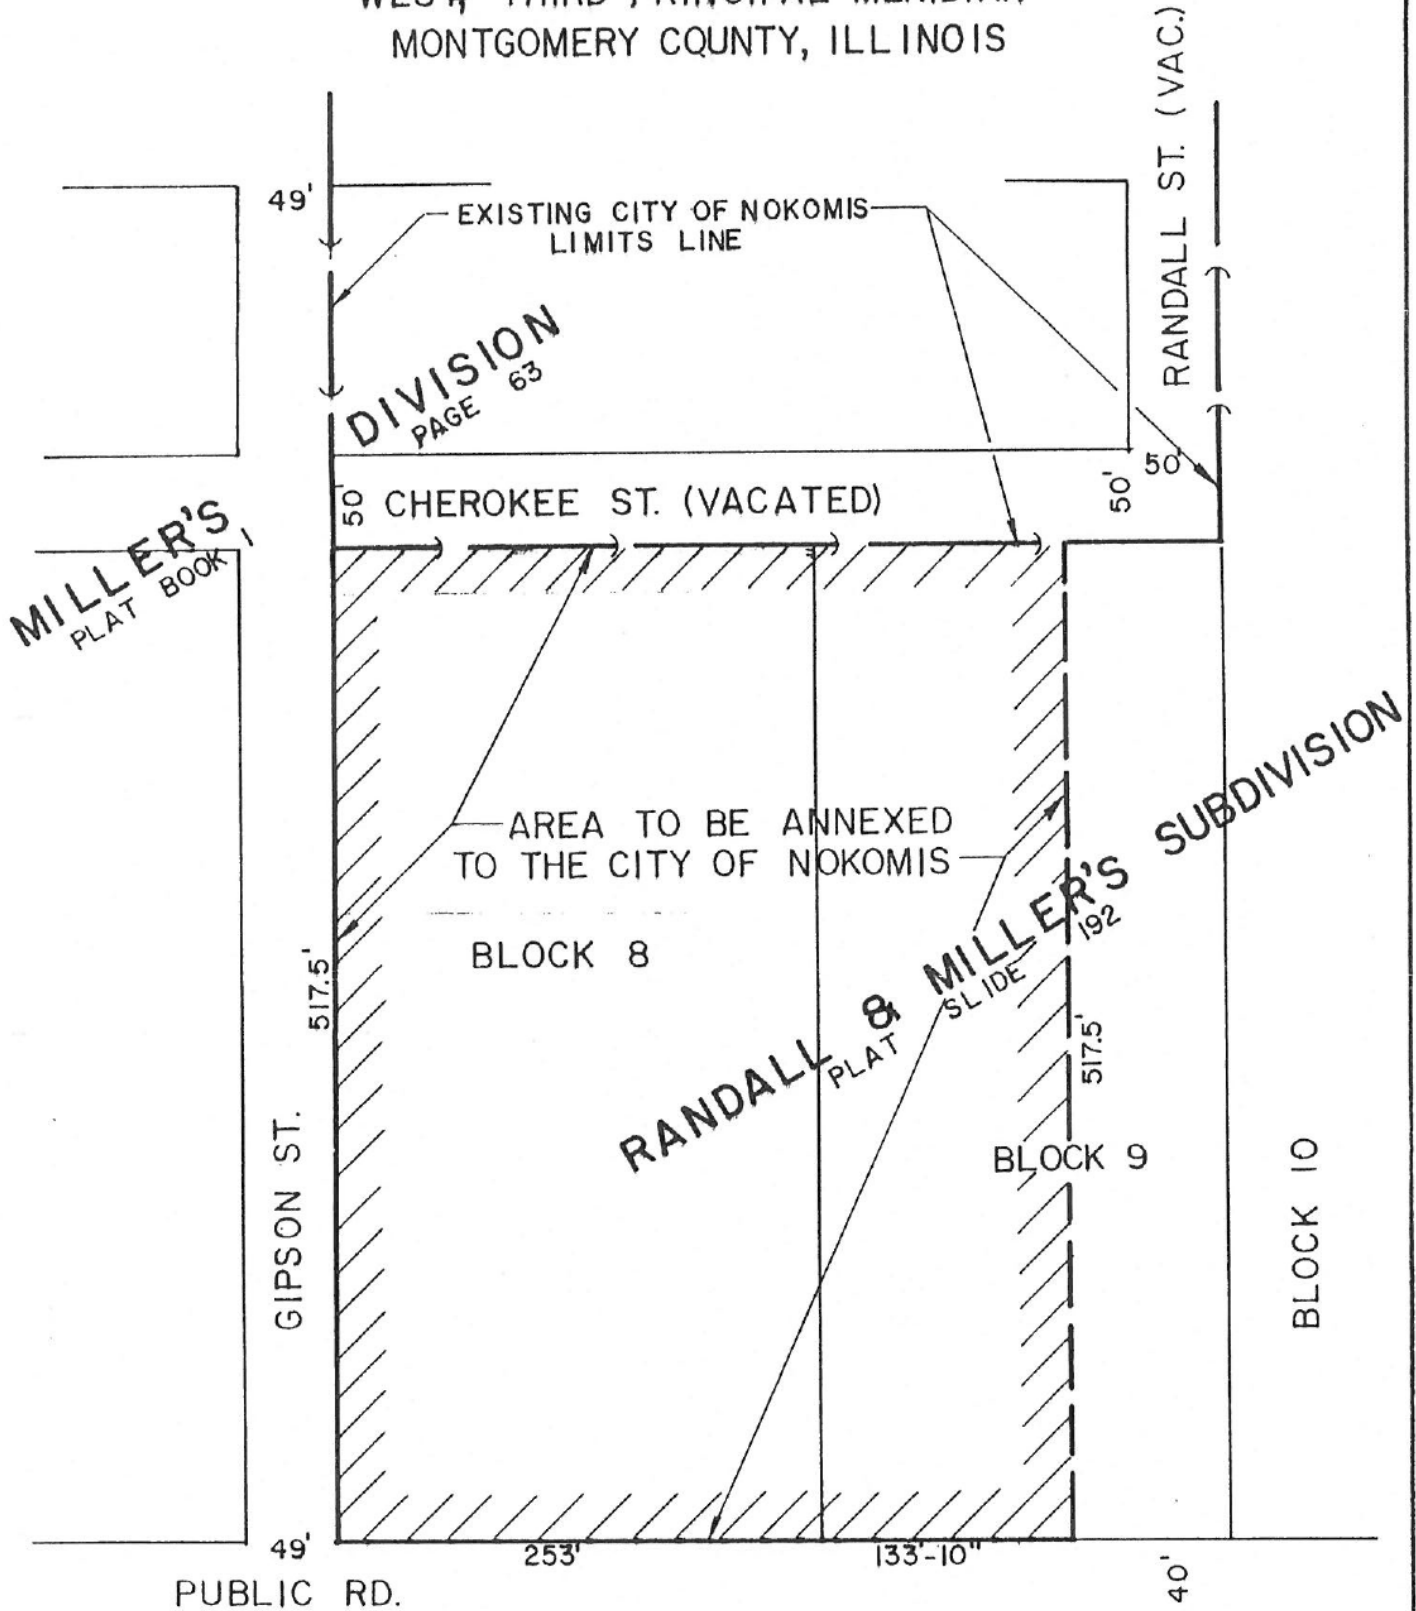 MONTGOMERY COUNTY, ILLINOIS
RANDALL ST. (VAC.)
49'
EXISTING CITY OF NOKOMIS
LIMITS LINE
DIVISION
PAGE 63
50'
CHEROKEE ST. (VACATED)
50'
50'
MILLER'S
PLAT BOOK 1
AREA TO BE ANNEXED
TO THE CITY OF NOKOMIS
BLOCK 8
RANDALL & MILLER'S SUBDIVISION
PLAT SLIDE 192
517.5'
517.5'
GIPSON ST.
BLOCK 9
BLOCK 10
49'
253'
133'-10"
40'
PUBLIC RD.